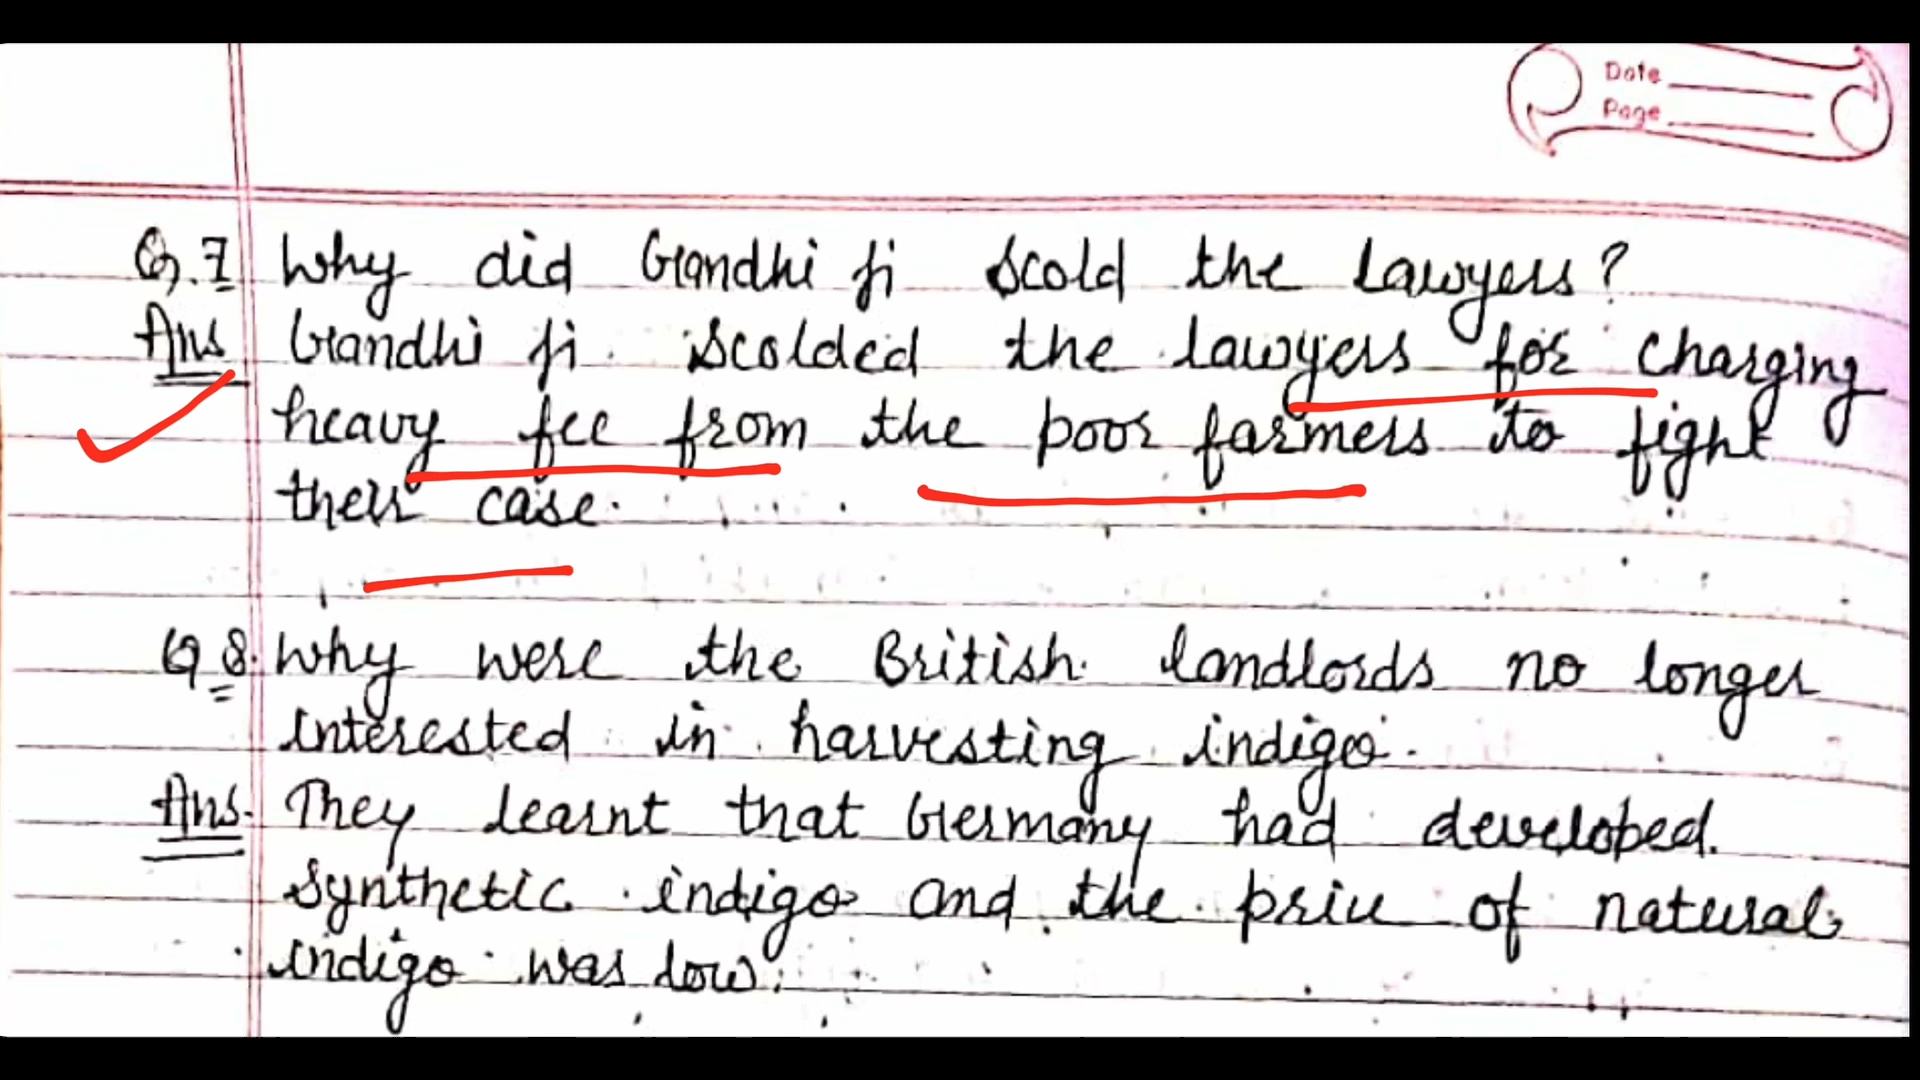 Date
Page
Q.7 Why did Gandhi ji scold the lawyers?
Ans Gandhi ji scolded the lawyers for charging
heavy fee from the poor farmers to fight
their case.
Q 8. Why were the British landlords no longer
interested in harvesting indigo.
Ans. They learnt that Germany had developed
synthetic indigo and the price of natural
indigo was low.